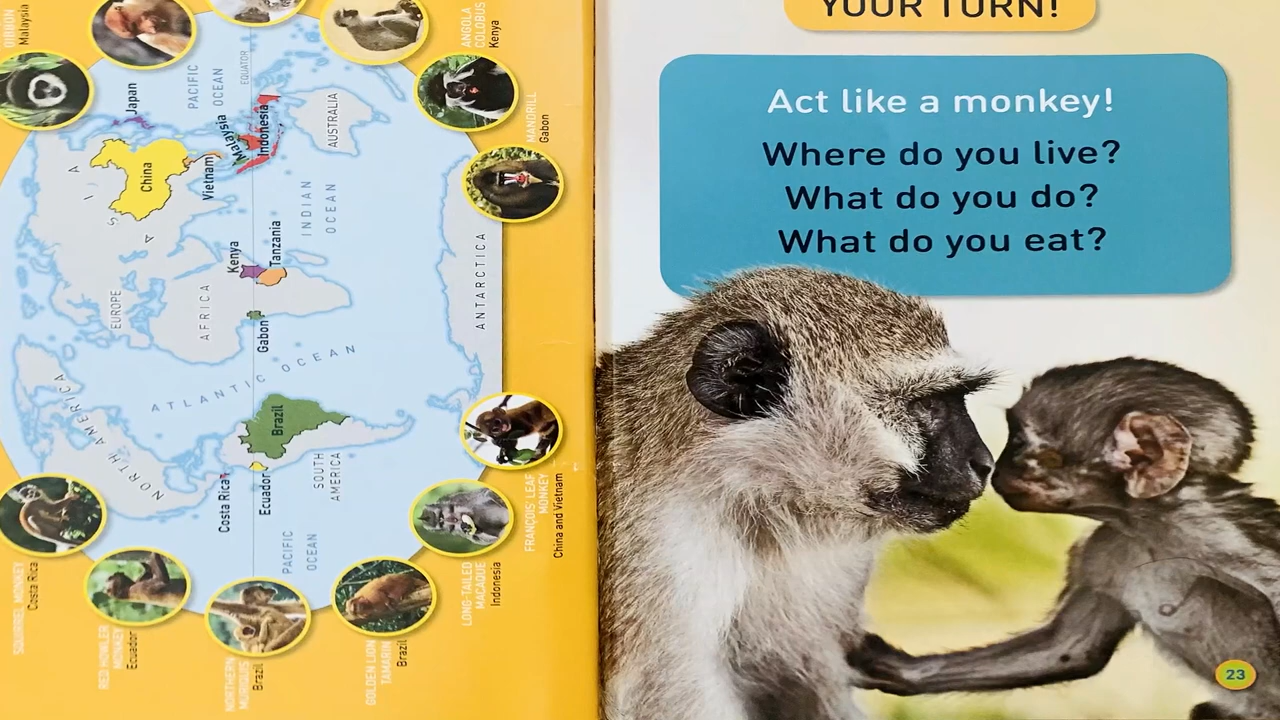 GIBBON
Malaysia
ANGOLA
COLOBUS
Kenya
MANDRILL
Gabon
FRANÇOIS' LEAF
MONKEY
China and Vietnam
LONG-TAILED
MACAQUE
Indonesia
GOLDEN LION
TAMARIN
Brazil
NORTHERN
MURIQUIS
Brazil
RED HOWLER
MONKEY
Ecuador
SQUIRREL MONKEY
Costa Rica
NORTH AMERICA
SOUTH
AMERICA
EUROPE
AFRICA
ASIA
AUSTRALIA
ANTARCTICA
PACIFIC
OCEAN
ATLANTIC OCEAN
INDIAN
OCEAN
PACIFIC
OCEAN
EQUATOR
Costa Rica
Ecuador
Brazil
Gabon
Kenya
Tanzania
China
Vietnam
Malaysia
Indonesia
Japan
YOUR TURN!
Act like a monkey!
Where do you live?
What do you do?
What do you eat?
23